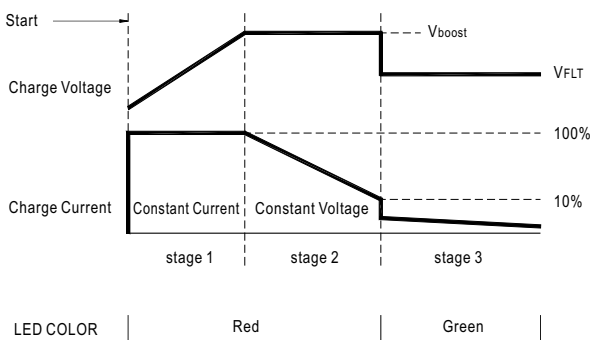 Start
Vboost
Charge Voltage
VFLT
100%
10%
Charge Current
Constant Current
Constant Voltage
stage 1
stage 2
stage 3
LED COLOR
Red
Green